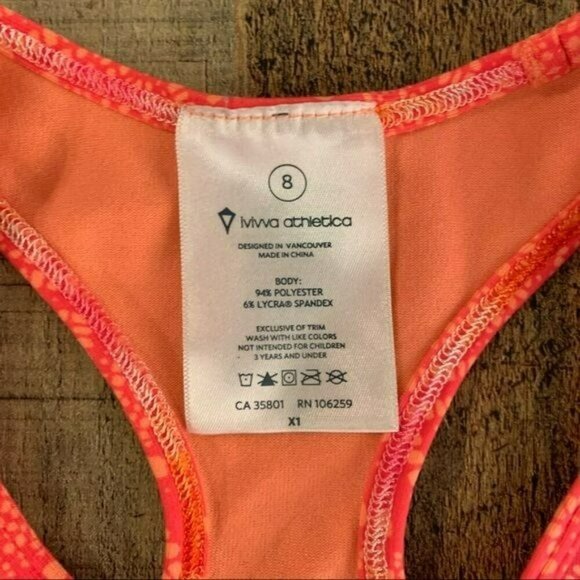 8
ivivva athletica
DESIGNED IN VANCOUVER
MADE IN CHINA
BODY:
94% POLYESTER
6% LYCRA® SPANDEX
EXCLUSIVE OF TRIM
WASH WITH LIKE COLORS
NOT INTENDED FOR CHILDREN
3 YEARS AND UNDER
CA 35801 RN 106259
X1